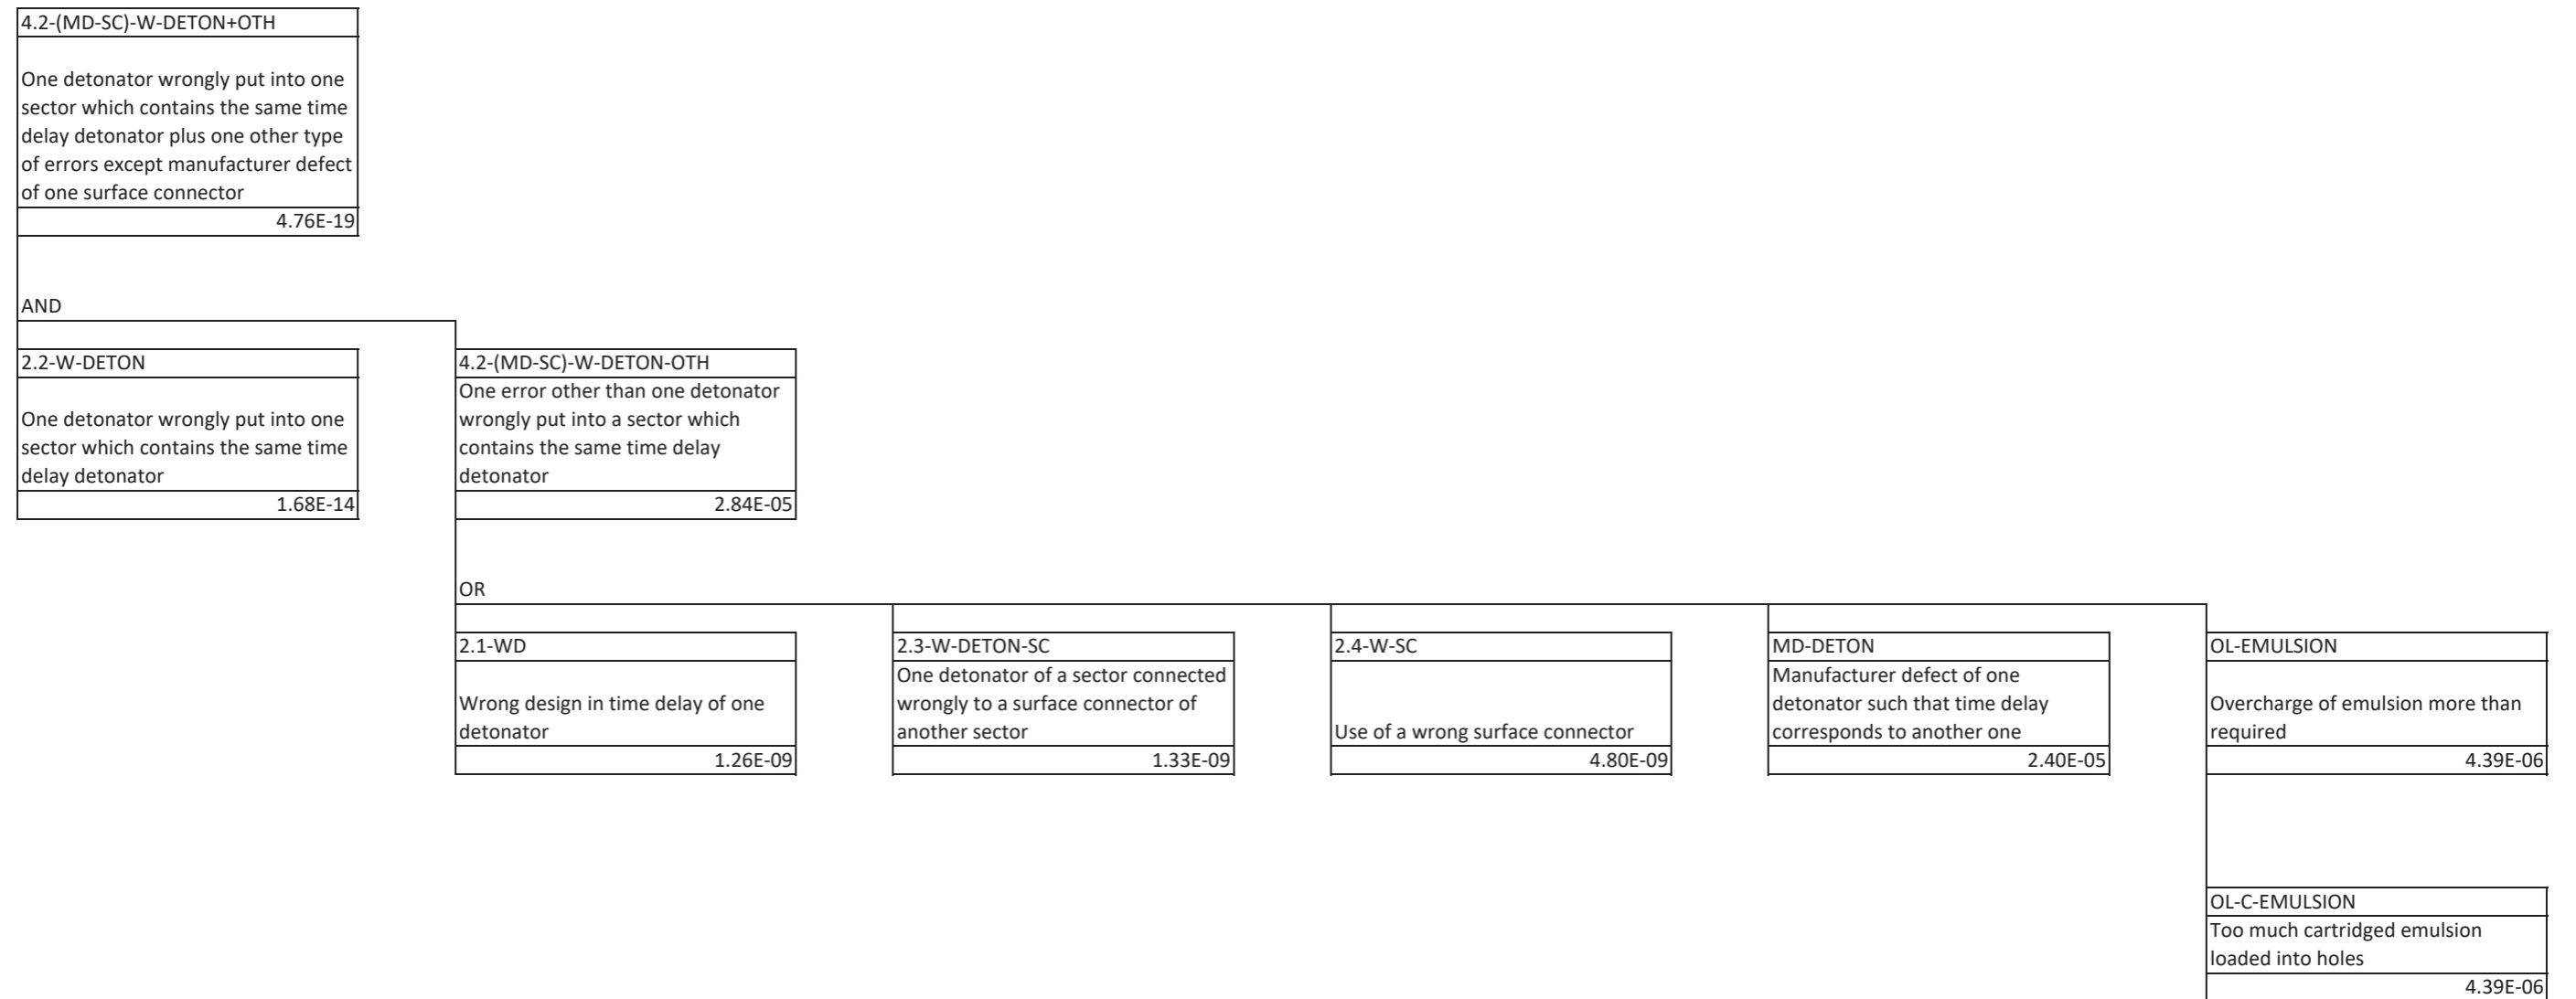 4.2-(MD-SC)-W-DETON+OTH
One detonator wrongly put into one
sector which contains the same time
delay detonator plus one other type
of errors except manufacturer defect
of one surface connector
4.76E-19
AND
2.2-W-DETON
One detonator wrongly put into one
sector which contains the same time
delay detonator
1.68E-14
4.2-(MD-SC)-W-DETON-OTH
One error other than one detonator
wrongly put into a sector which
contains the same time delay
detonator
2.84E-05
OR
2.1-WD
Wrong design in time delay of one
detonator
1.26E-09
2.3-W-DETON-SC
One detonator of a sector connected
wrongly to a surface connector of
another sector
1.33E-09
2.4-W-SC
Use of a wrong surface connector
4.80E-09
MD-DETON
Manufacturer defect of one
detonator such that time delay
corresponds to another one
2.40E-05
OL-EMULSION
Overcharge of emulsion more than
required
4.39E-06
OL-C-EMULSION
Too much cartridged emulsion
loaded into holes
4.39E-06